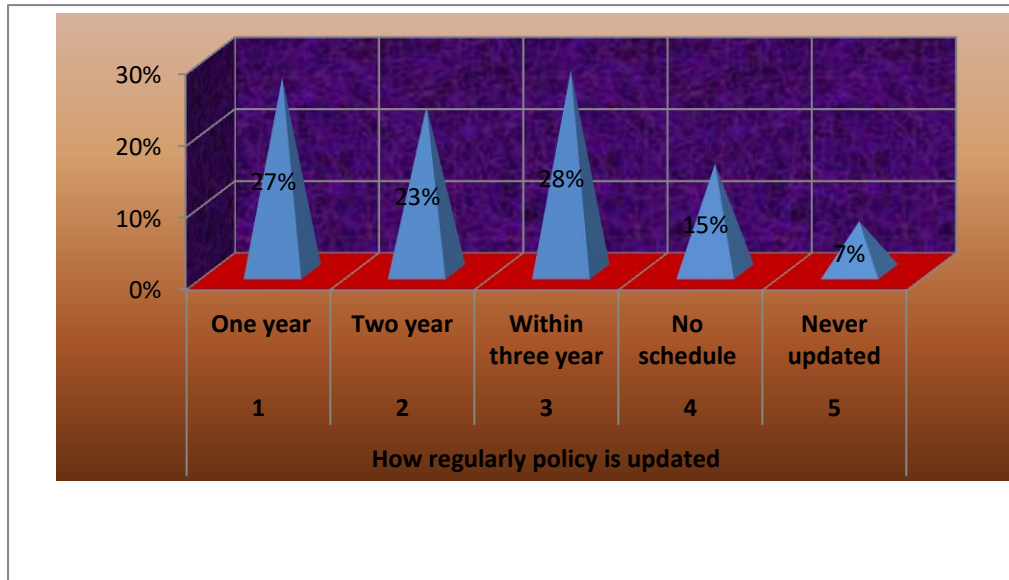 30%
20%
10%
0%
27%
23%
28%
15%
7%
One year
Two year
Within
three year
No
schedule
Never
updated
1
2
3
4
5
How regularly policy is updated